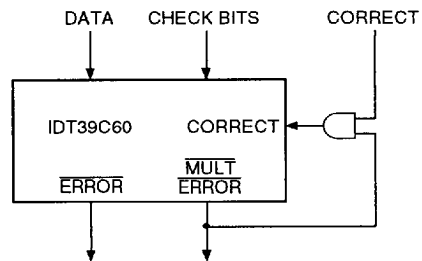 DATA CHECK BITS CORRECT
IDT39C60 CORRECT
ERROR MULT ERROR